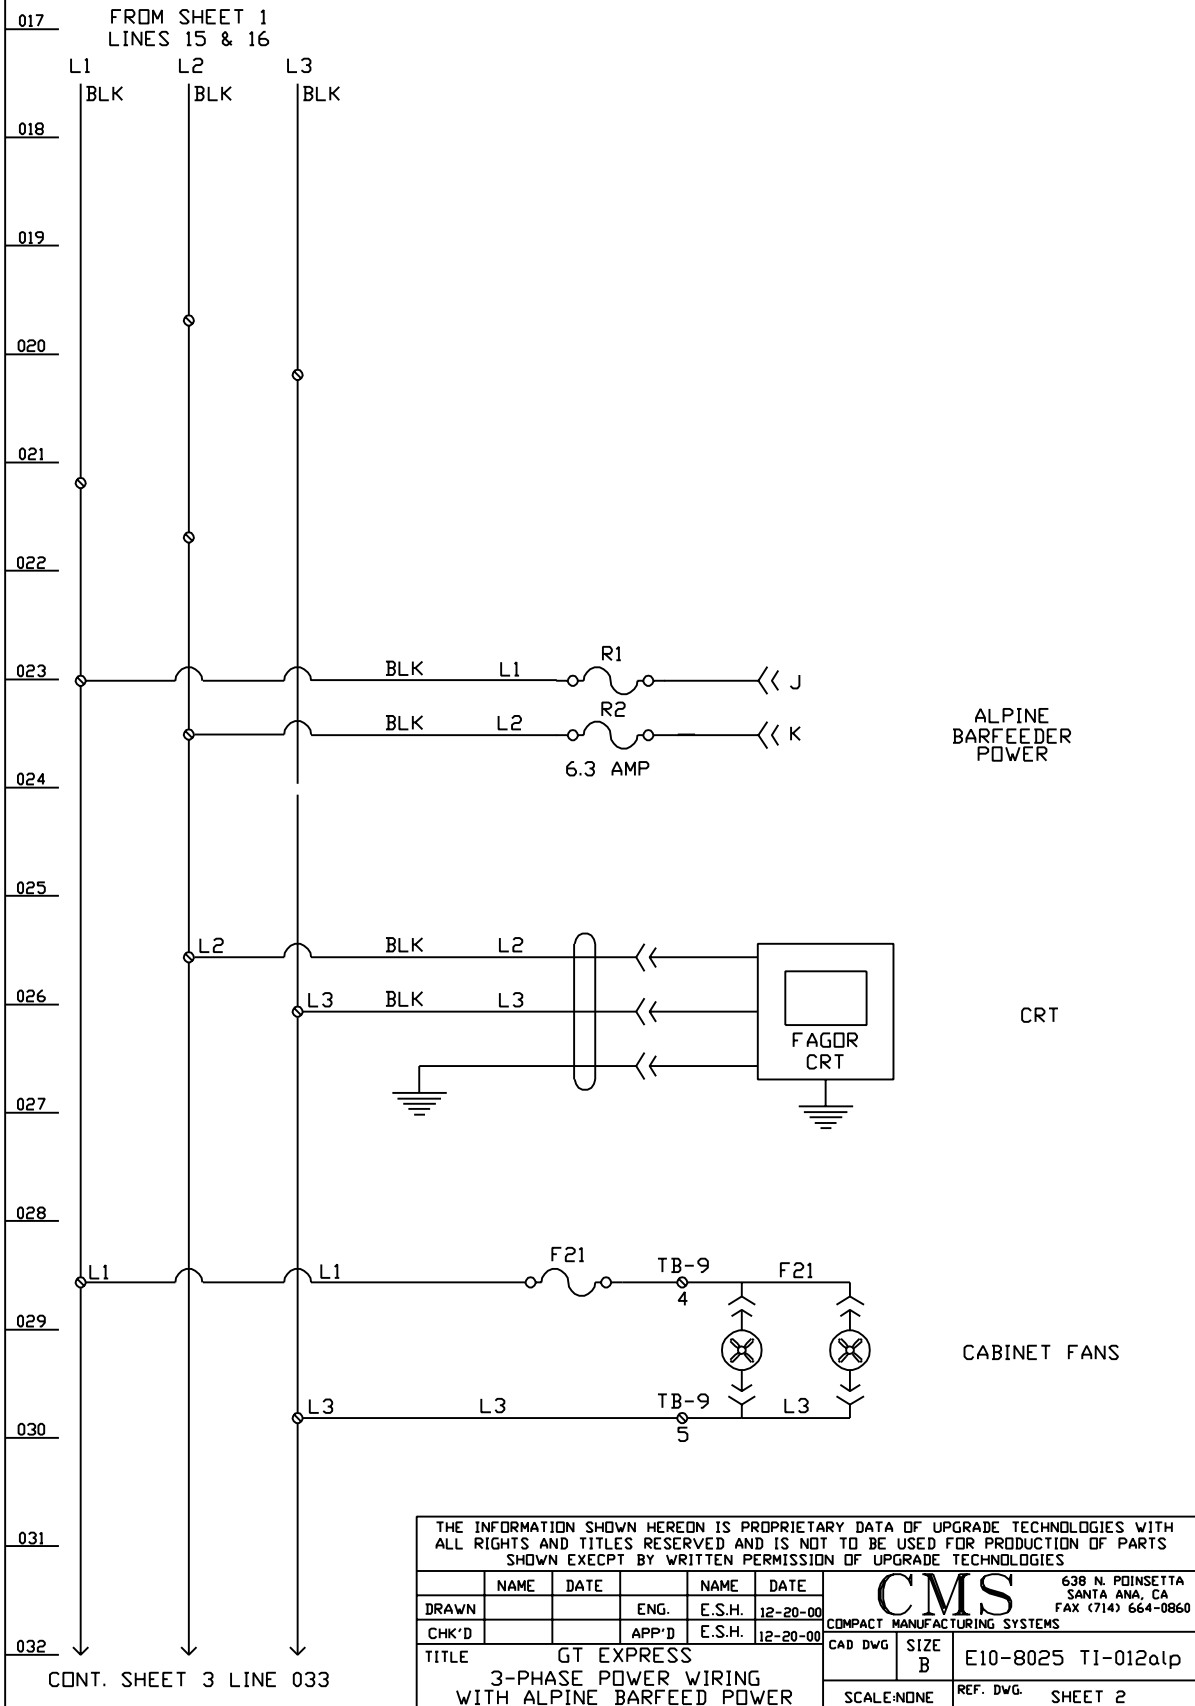 017
FROM SHEET 1
LINES 15 & 16
L1
L2
L3
BLK
BLK
BLK
018
019
020
021
022
023
BLK
L1
R1
J
BLK
L2
R2
K
6.3 AMP
ALPINE
BARFEEDER
POWER
024
025
L2
BLK
L2
026
L3
BLK
L3
FAGOR
CRT
CRT
027
028
L1
L1
F21
TB-9
4
F21
029
CABINET FANS
L3
L3
TB-9
5
L3
030
031
032
CONT. SHEET 3 LINE 033
THE INFORMATION SHOWN HEREON IS PROPRIETARY DATA OF UPGRADE TECHNOLOGIES WITH
ALL RIGHTS AND TITLES RESERVED AND IS NOT TO BE USED FOR PRODUCTION OF PARTS
SHOWN EXECPT BY WRITTEN PERMISSION OF UPGRADE TECHNOLOGIES
NAME DATE NAME DATE
DRAWN ENG. E.S.H. 12-20-00
CHK'D APP'D E.S.H. 12-20-00
CMS
COMPACT MANUFACTURING SYSTEMS
638 N. POINSETTA
SANTA ANA, CA
FAX (714) 664-0860
TITLE
GT EXPRESS
3-PHASE POWER WIRING
WITH ALPINE BARFEED POWER
CAD DWG
SIZE
B
E10-8025 TI-012alp
SCALE:NONE
REF. DWG.
SHEET 2